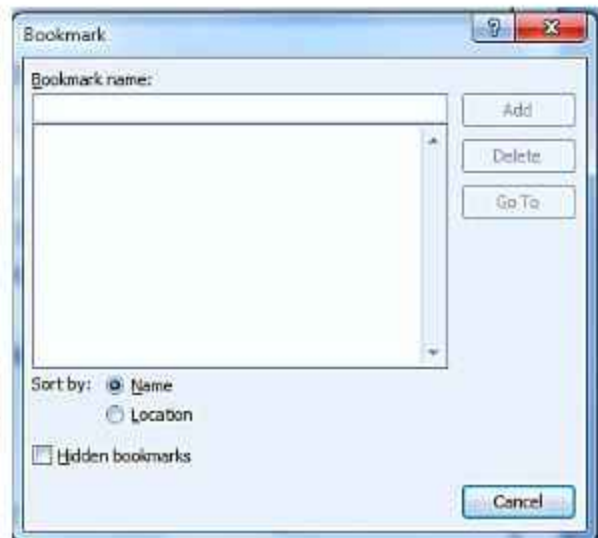 Bookmark
Bookmark name:
Add
Delete
Go To
Sort by: Name
Location
Hidden bookmarks
Cancel